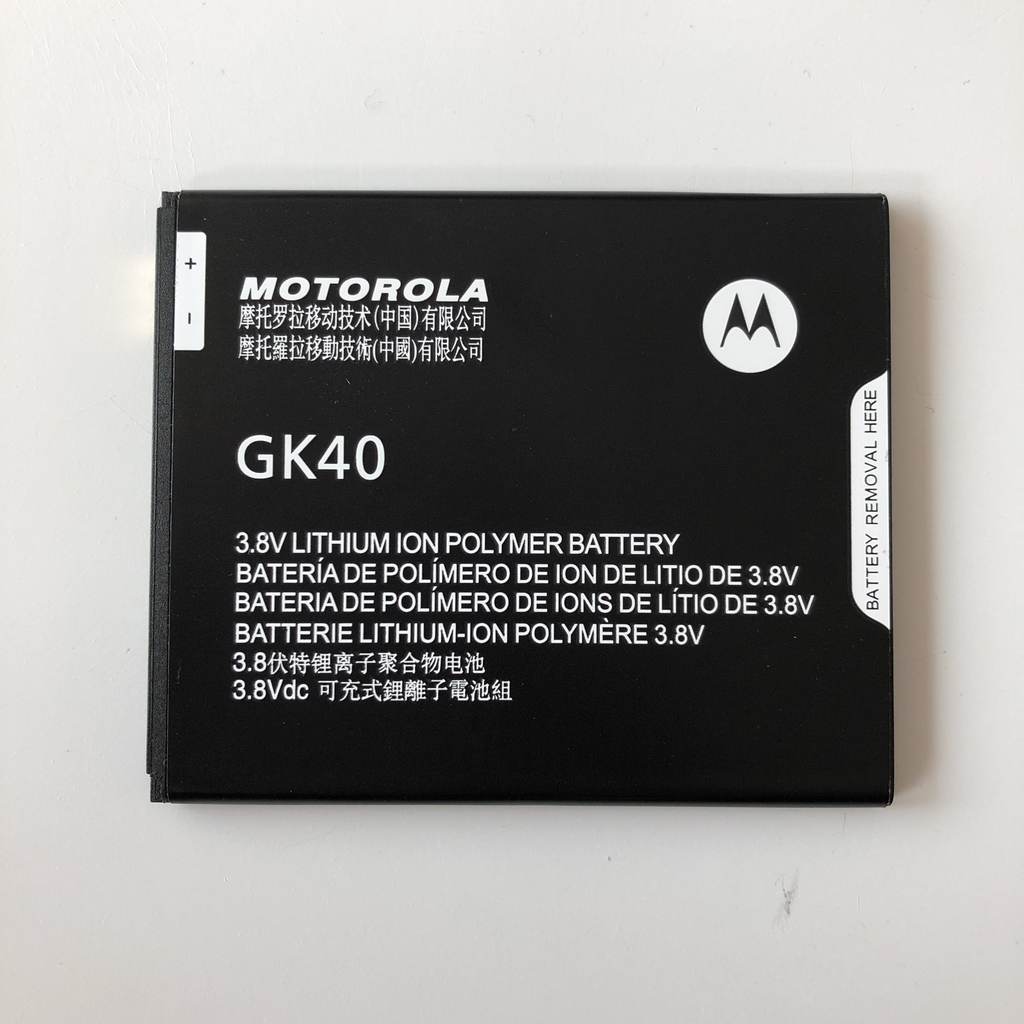 +
-
MOTOROLA
摩托罗拉移动技术(中国)有限公司
摩托羅拉移動技術(中國)有限公司
GK40
3.8V LITHIUM ION POLYMER BATTERY
BATERÍA DE POLÍMERO DE ION DE LITIO DE 3.8V
BATERIA DE POLÍMERO DE IONS DE LÍTIO DE 3.8V
BATTERIE LITHIUM-ION POLYMÈRE 3.8V
3.8伏特锂离子聚合物电池
3.8Vdc 可充式鋰離子電池組
BATTERY REMOVAL HERE